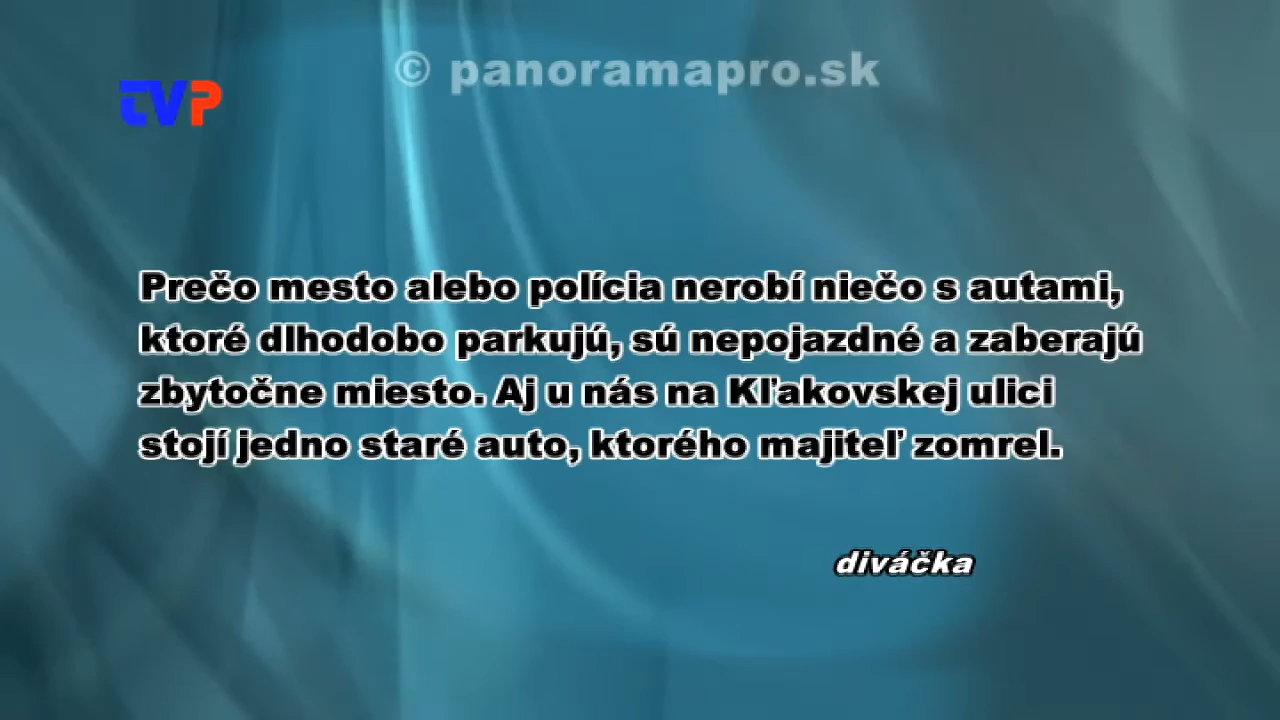 © panoramapro.sk
TVP
Prečo mesto alebo polícia nerobí niečo s autami,
ktoré dlhodobo parkujú, sú nepojazdné a zaberajú
zbytočne miesto. Aj u nás na Kľakovskej ulici
stojí jedno staré auto, ktorého majiteľ zomrel.
diváčka